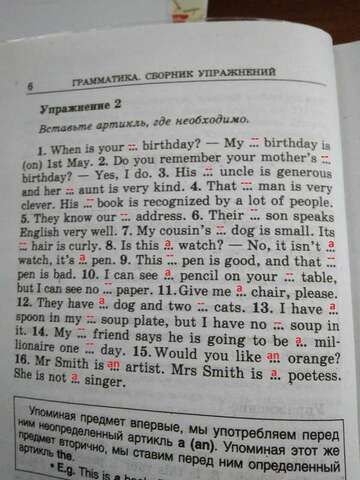 6 ГРАММАТИКА. СБОРНИК УПРАЖНЕНИЙ
Упражнение 2
Вставьте артикль, где необходимо.
1. When is your ... birthday? — My ... birthday is
(on) 1st May. 2. Do you remember your mother's ...
birthday? — Yes, I do. 3. His ... uncle is generous
and her ... aunt is very kind. 4. That ... man is very
clever. His ... book is recognized by a lot of people.
5. They know our ... address. 6. Their ... son speaks
English very well. 7. My cousin's ... dog is small. Its
... hair is curly. 8. Is this a watch? — No, it isn't a
watch, it's a pen. 9. This ... pen is good, and that ...
pen is bad. 10. I can see a pencil on your ... table,
but I can see no ... paper. 11. Give me a chair, please.
12. They have a dog and two ... cats. 13. I have a
spoon in my ... soup plate, but I have no ... soup in
it. 14. My ... friend says he is going to be a mil-
lionaire one ... day. 15. Would you like an orange?
16. Mr Smith is an artist. Mrs Smith is a poetess.
She is not a singer.
Упоминая предмет впервые, мы употребляем перед
ним неопределенный артикль a (an). Упоминая этот же
предмет вторично, мы ставим перед ним определенный
артикль the.
• E.g. This is a